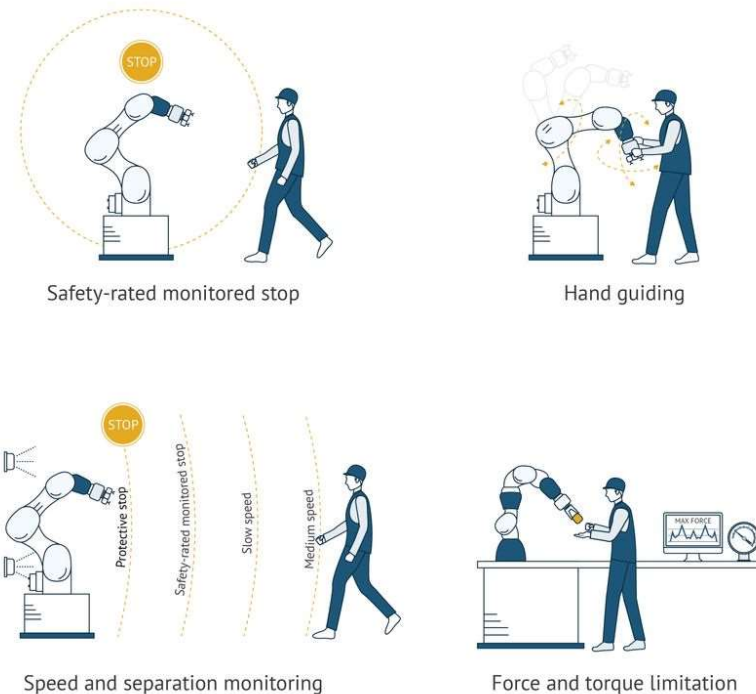 STOP
Safety-rated monitored stop
Hand guiding
STOP
Protective stop
Safety-rated monitored stop
Slow speed
Medium speed
Speed and separation monitoring
MAX FORCE
Force and torque limitation